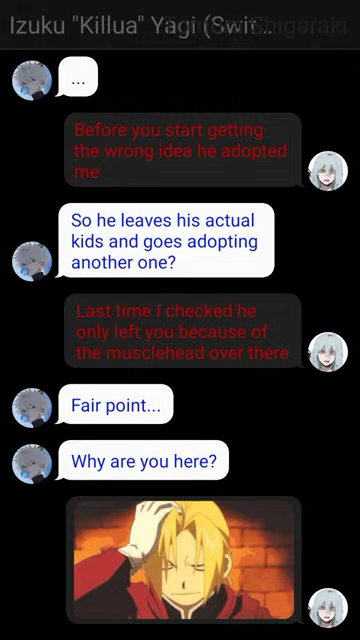 Izuku "Killua" Yagi (Swit…
...
Before you start getting
the wrong idea he adopted
me
So he leaves his actual
kids and goes adopting
another one?
Last time I checked he
only left you because of
the musclehead over there
Fair point...
Why are you here?